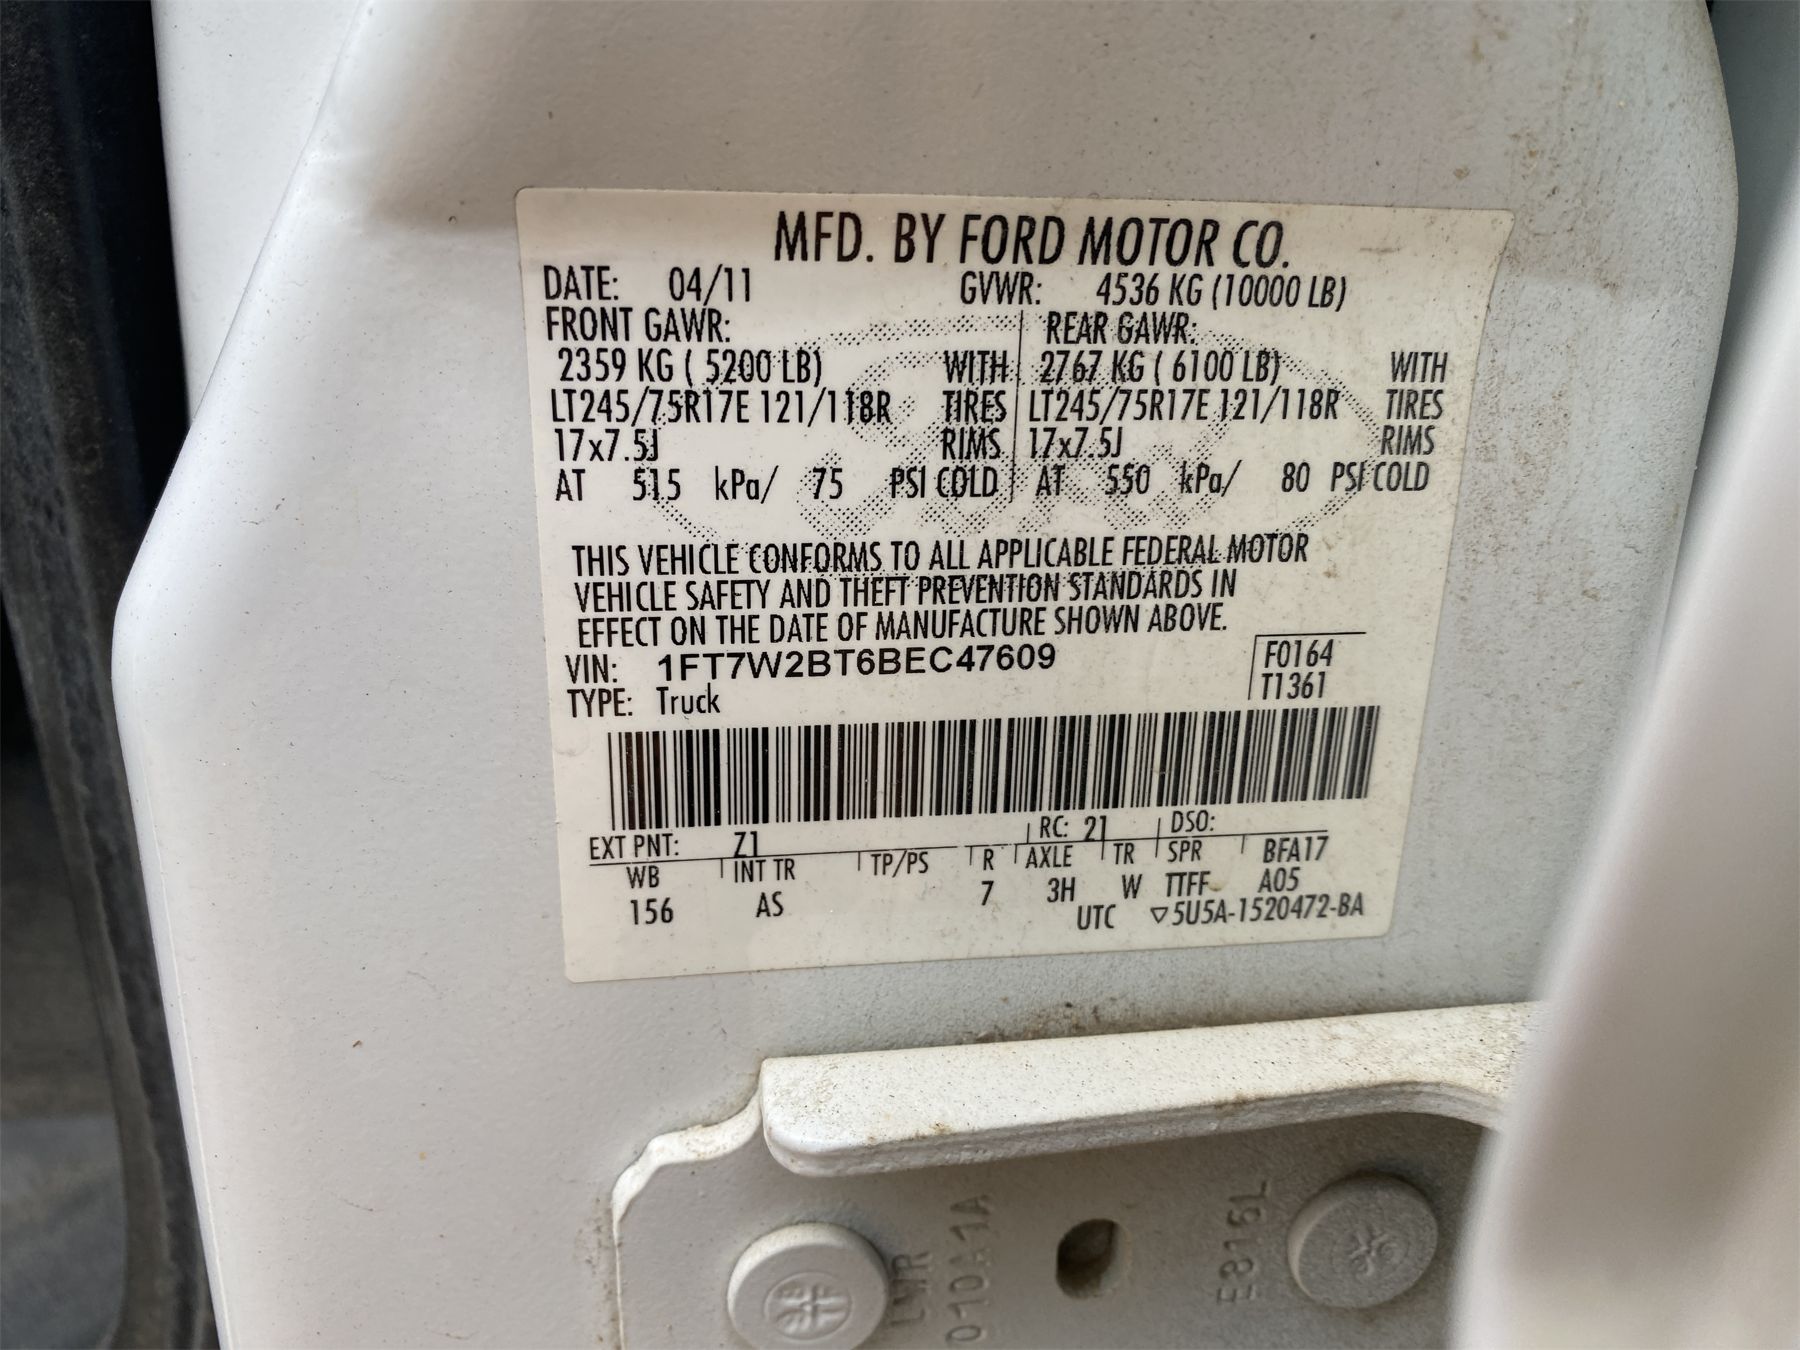 MFD. BY FORD MOTOR CO.
DATE: 04/11 GVWR: 4536 KG (10000 LB)
FRONT GAWR: REAR GAWR:
2359 KG ( 5200 LB) WITH 2767 KG ( 6100 LB) WITH
LT245/75R17E 121/118R TIRES LT245/75R17E 121/118R TIRES
17x7.5J RIMS 17x7.5J RIMS
AT 515 kPa/ 75 PSI COLD AT 550 kPa/ 80 PSI COLD
THIS VEHICLE CONFORMS TO ALL APPLICABLE FEDERAL MOTOR
VEHICLE SAFETY AND THEFT PREVENTION STANDARDS IN
EFFECT ON THE DATE OF MANUFACTURE SHOWN ABOVE.
VIN: 1FT7W2BT6BEC47609 F0164
TYPE: Truck T1361
EXT PNT: Z1 RC: 21 DSO:
WB INT TR TP/PS R AXLE TR SPR BFA17
156 AS 7 3H W TTFF A05
UTC ▽5U5A-1520472-BA
LWR